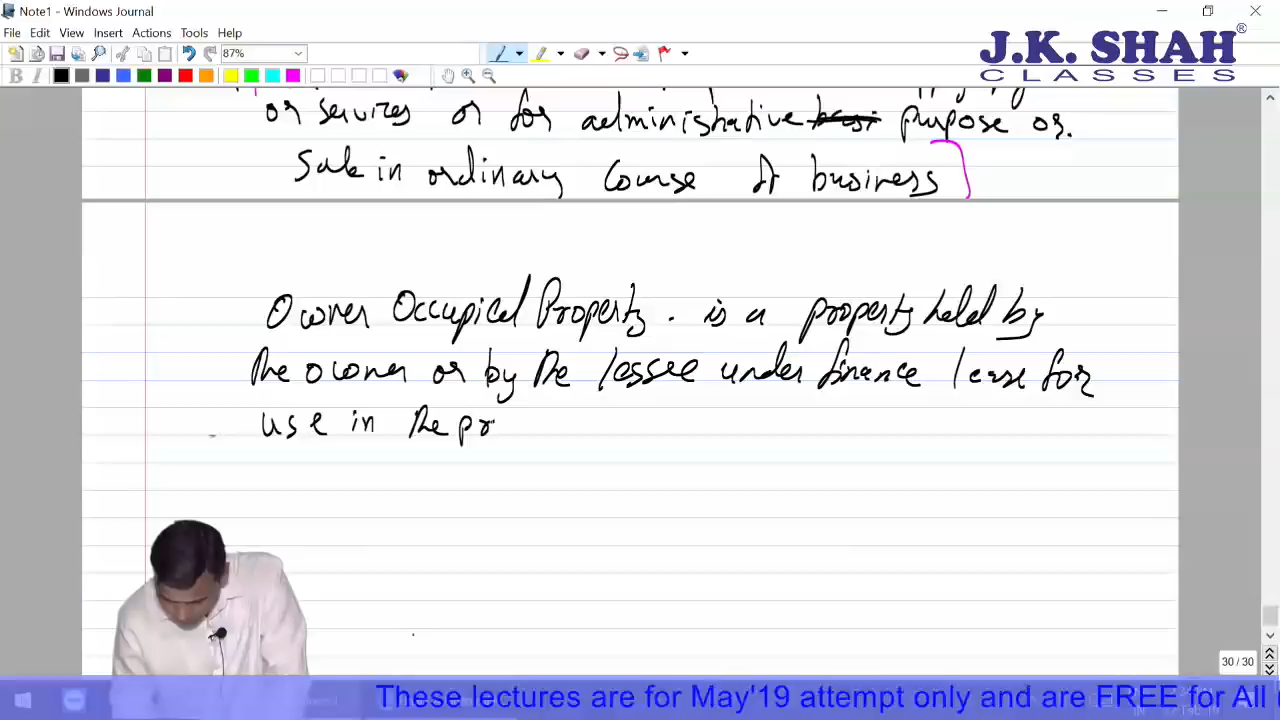 Note1 - Windows Journal
File Edit View Insert Actions Tools Help
87%
J.K. SHAH®
CLASSES
or services or for administrative purpose or.
Sale in ordinary Course of business
Owner Occupied Property. is a property held by
the owner or by the lessee under finance lease for
use in the pr
30 / 30
These lectures are for May'19 attempt only and are FREE for All